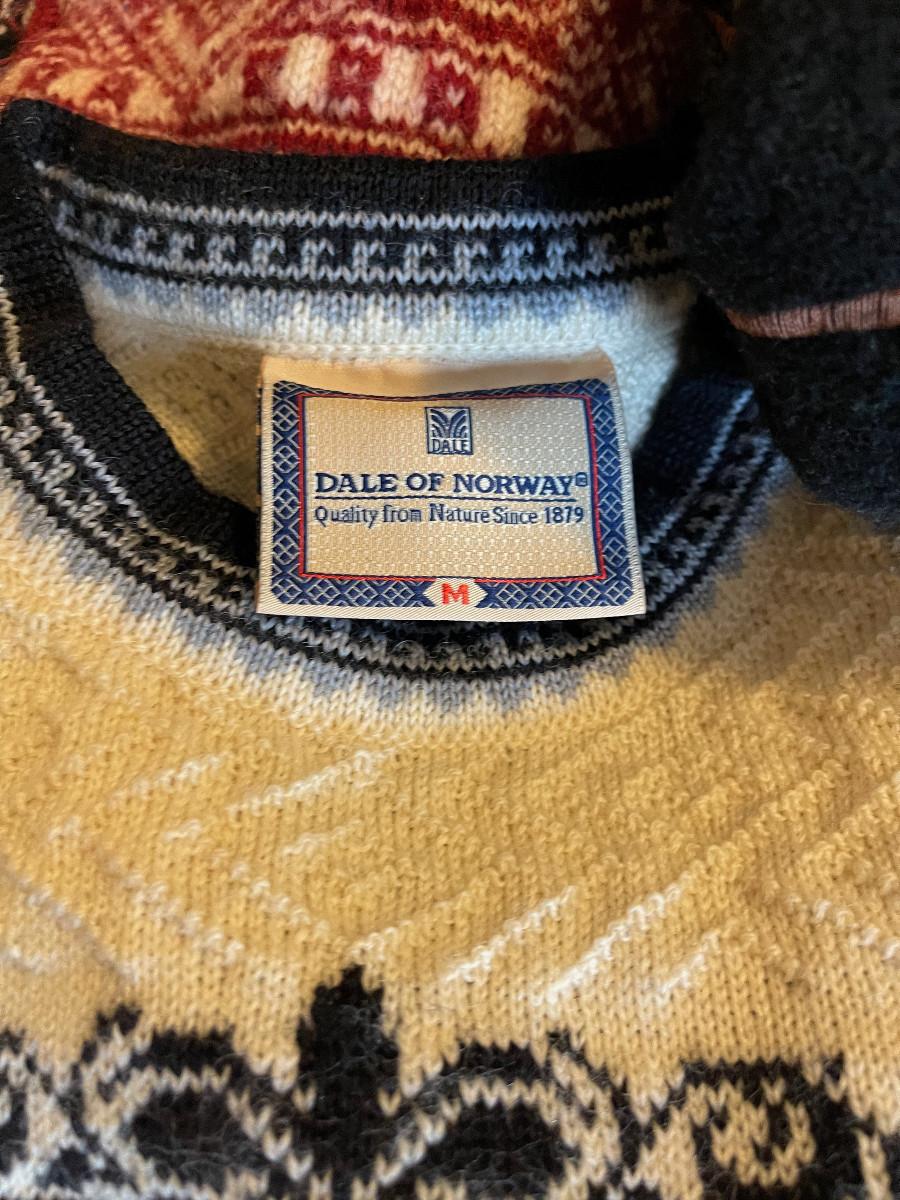 DALE
DALE OF NORWAY®
Quality from Nature Since 1879
M